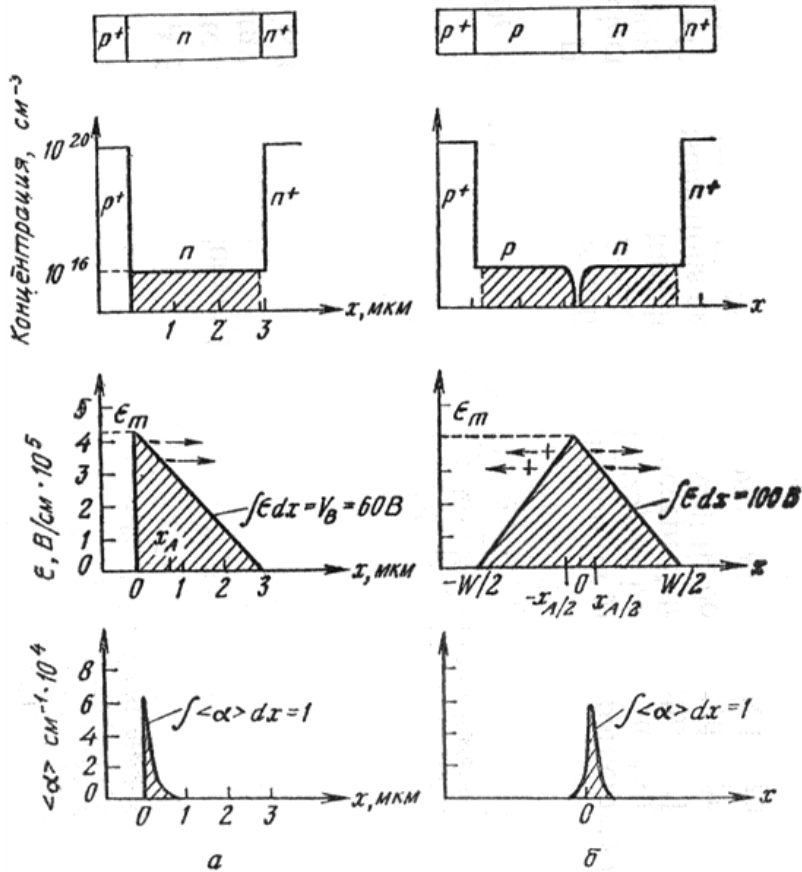 p⁺ n n⁺
p⁺ p n n⁺
Концентрация, см⁻³
10²⁰
10¹⁶
p⁺
n
n⁺
1 2 3 x, мкм
p⁺
p
n
n⁺
x
ε, В/см · 10⁵
5
4
3
2
1
0
ε_m
∫εdx = V_B = 60В
x_A
0 1 2 3 x, мкм
ε_m
+
+
∫εdx = 100В
-W/2 -x_A/2 0 x_A/2 W/2 x
<α> см⁻¹·10⁴
8
6
4
2
0
∫<α>dx = 1
0 1 2 3 x, мкм
∫<α>dx = 1
0 x
а б